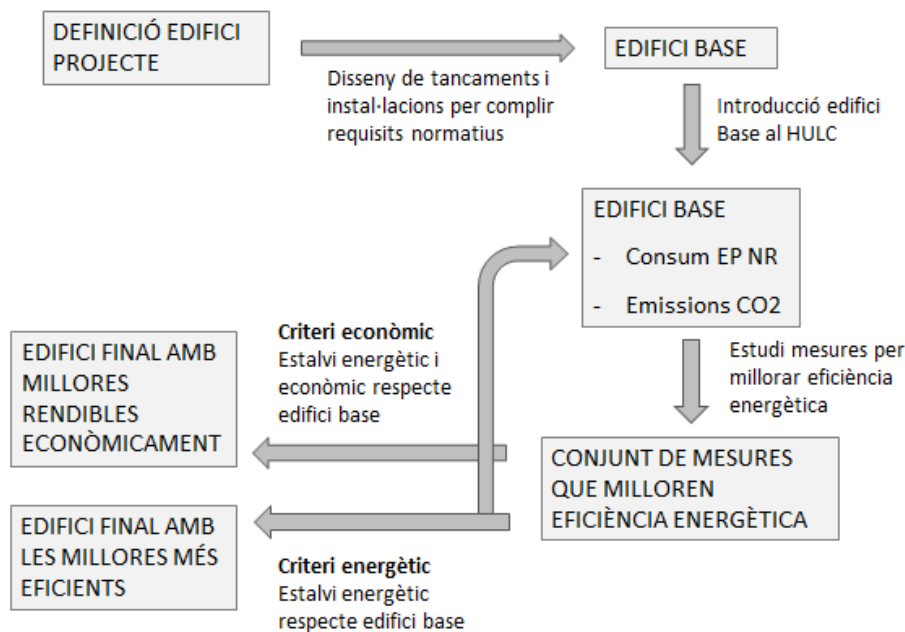 DEFINICIÓ EDIFICI
PROJECTE
Disseny de tancaments i
instal·lacions per complir
requisits normatius
EDIFICI BASE
Introducció edifici
Base al HULC
EDIFICI BASE
- Consum EP NR
- Emissions CO2
Estudi mesures per
millorar eficiència
energètica
CONJUNT DE MESURES
QUE MILLOREN
EFICIÈNCIA ENERGÈTICA
Criteri econòmic
Estalvi energètic i
econòmic respecte
edifici base
EDIFICI FINAL AMB
MILLORES
RENDIBLES
ECONÒMICAMENT
EDIFICI FINAL AMB
LES MILLORES MÉS
EFICIENTS
Criteri energètic
Estalvi energètic
respecte edifici base